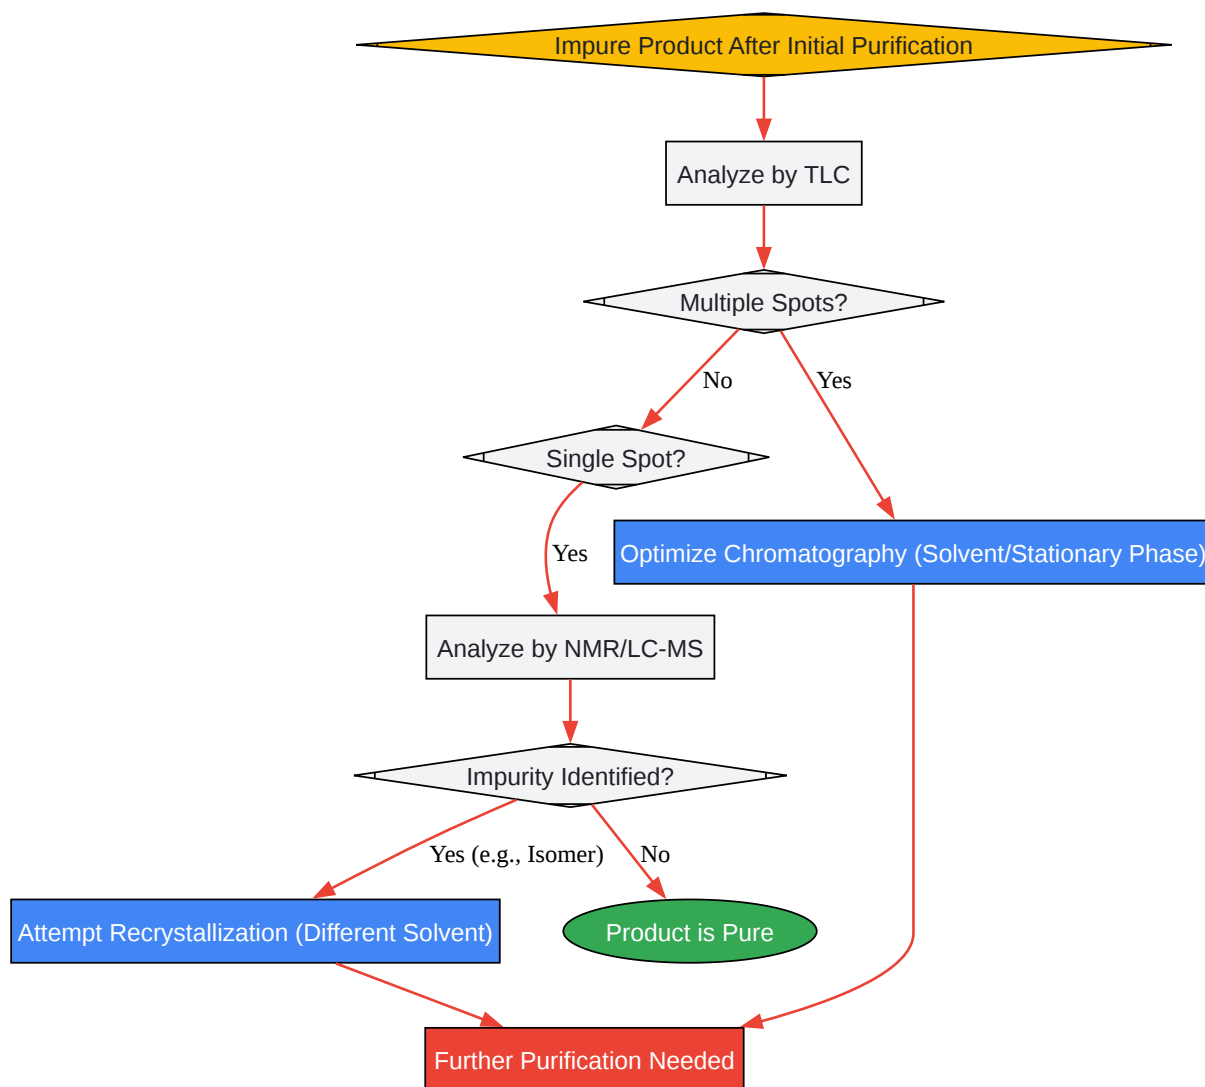 Impure Product After Initial Purification
Analyze by TLC
Multiple Spots?
No
Yes
Single Spot?
Yes
Optimize Chromatography (Solvent/Stationary Phase)
Analyze by NMR/LC-MS
Impurity Identified?
Yes (e.g., Isomer)
No
Attempt Recrystallization (Different Solvent)
Product is Pure
Further Purification Needed